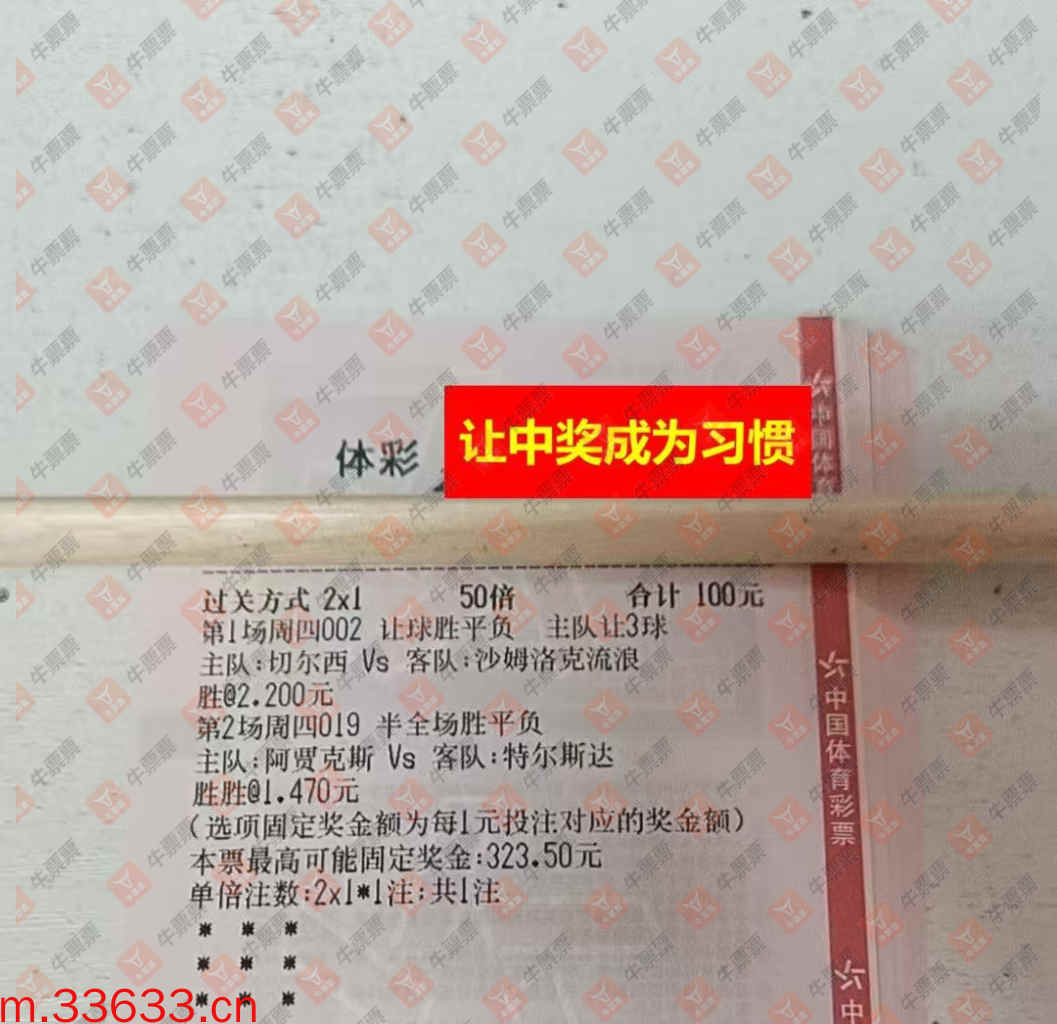 体彩
让中奖成为习惯
过关方式 2x1 50倍 合计 100元
第1场周四002 让球胜平负 主队让3球
主队:切尔西 Vs 客队:沙姆洛克流浪
胜@2.200元
第2场周四019 半全场胜平负
主队:阿贾克斯 Vs 客队:特尔斯达
胜胜@1.470元
(选项固定奖金额为每1元投注对应的奖金额)
本票最高可能固定奖金:323.50元
单倍注数:2x1*1注;共1注
* * *
* * *
* * *
m.33633.cn
中国体育彩票
中国体
中
牛票票